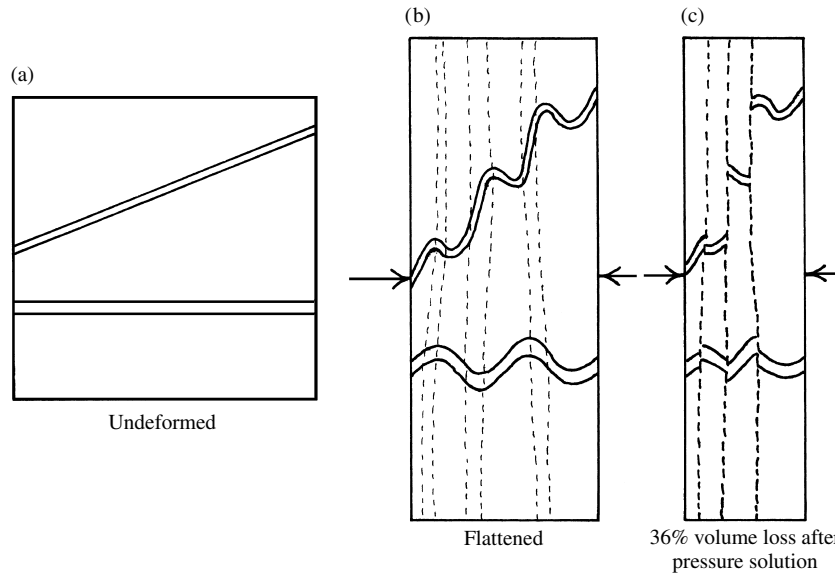 (a)
Undeformed
(b)
Flattened
(c)
36% volume loss after
pressure solution